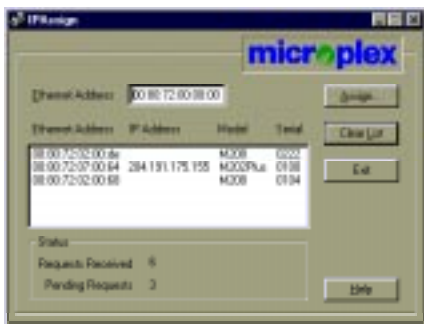 IPAssign
microplex
Ethernet Address: 00:80:72:00:00:00
Assign...
Ethernet Address IP Address Model Serial
Clear List
00:80:72:02:00:de M208 0222
00:80:72:07:00:64 204.191.175.155 M202Plus 0100
00:80:72:02:00:68 M208 0104
Exit
Status
Requests Received 6
Pending Requests 3
Help